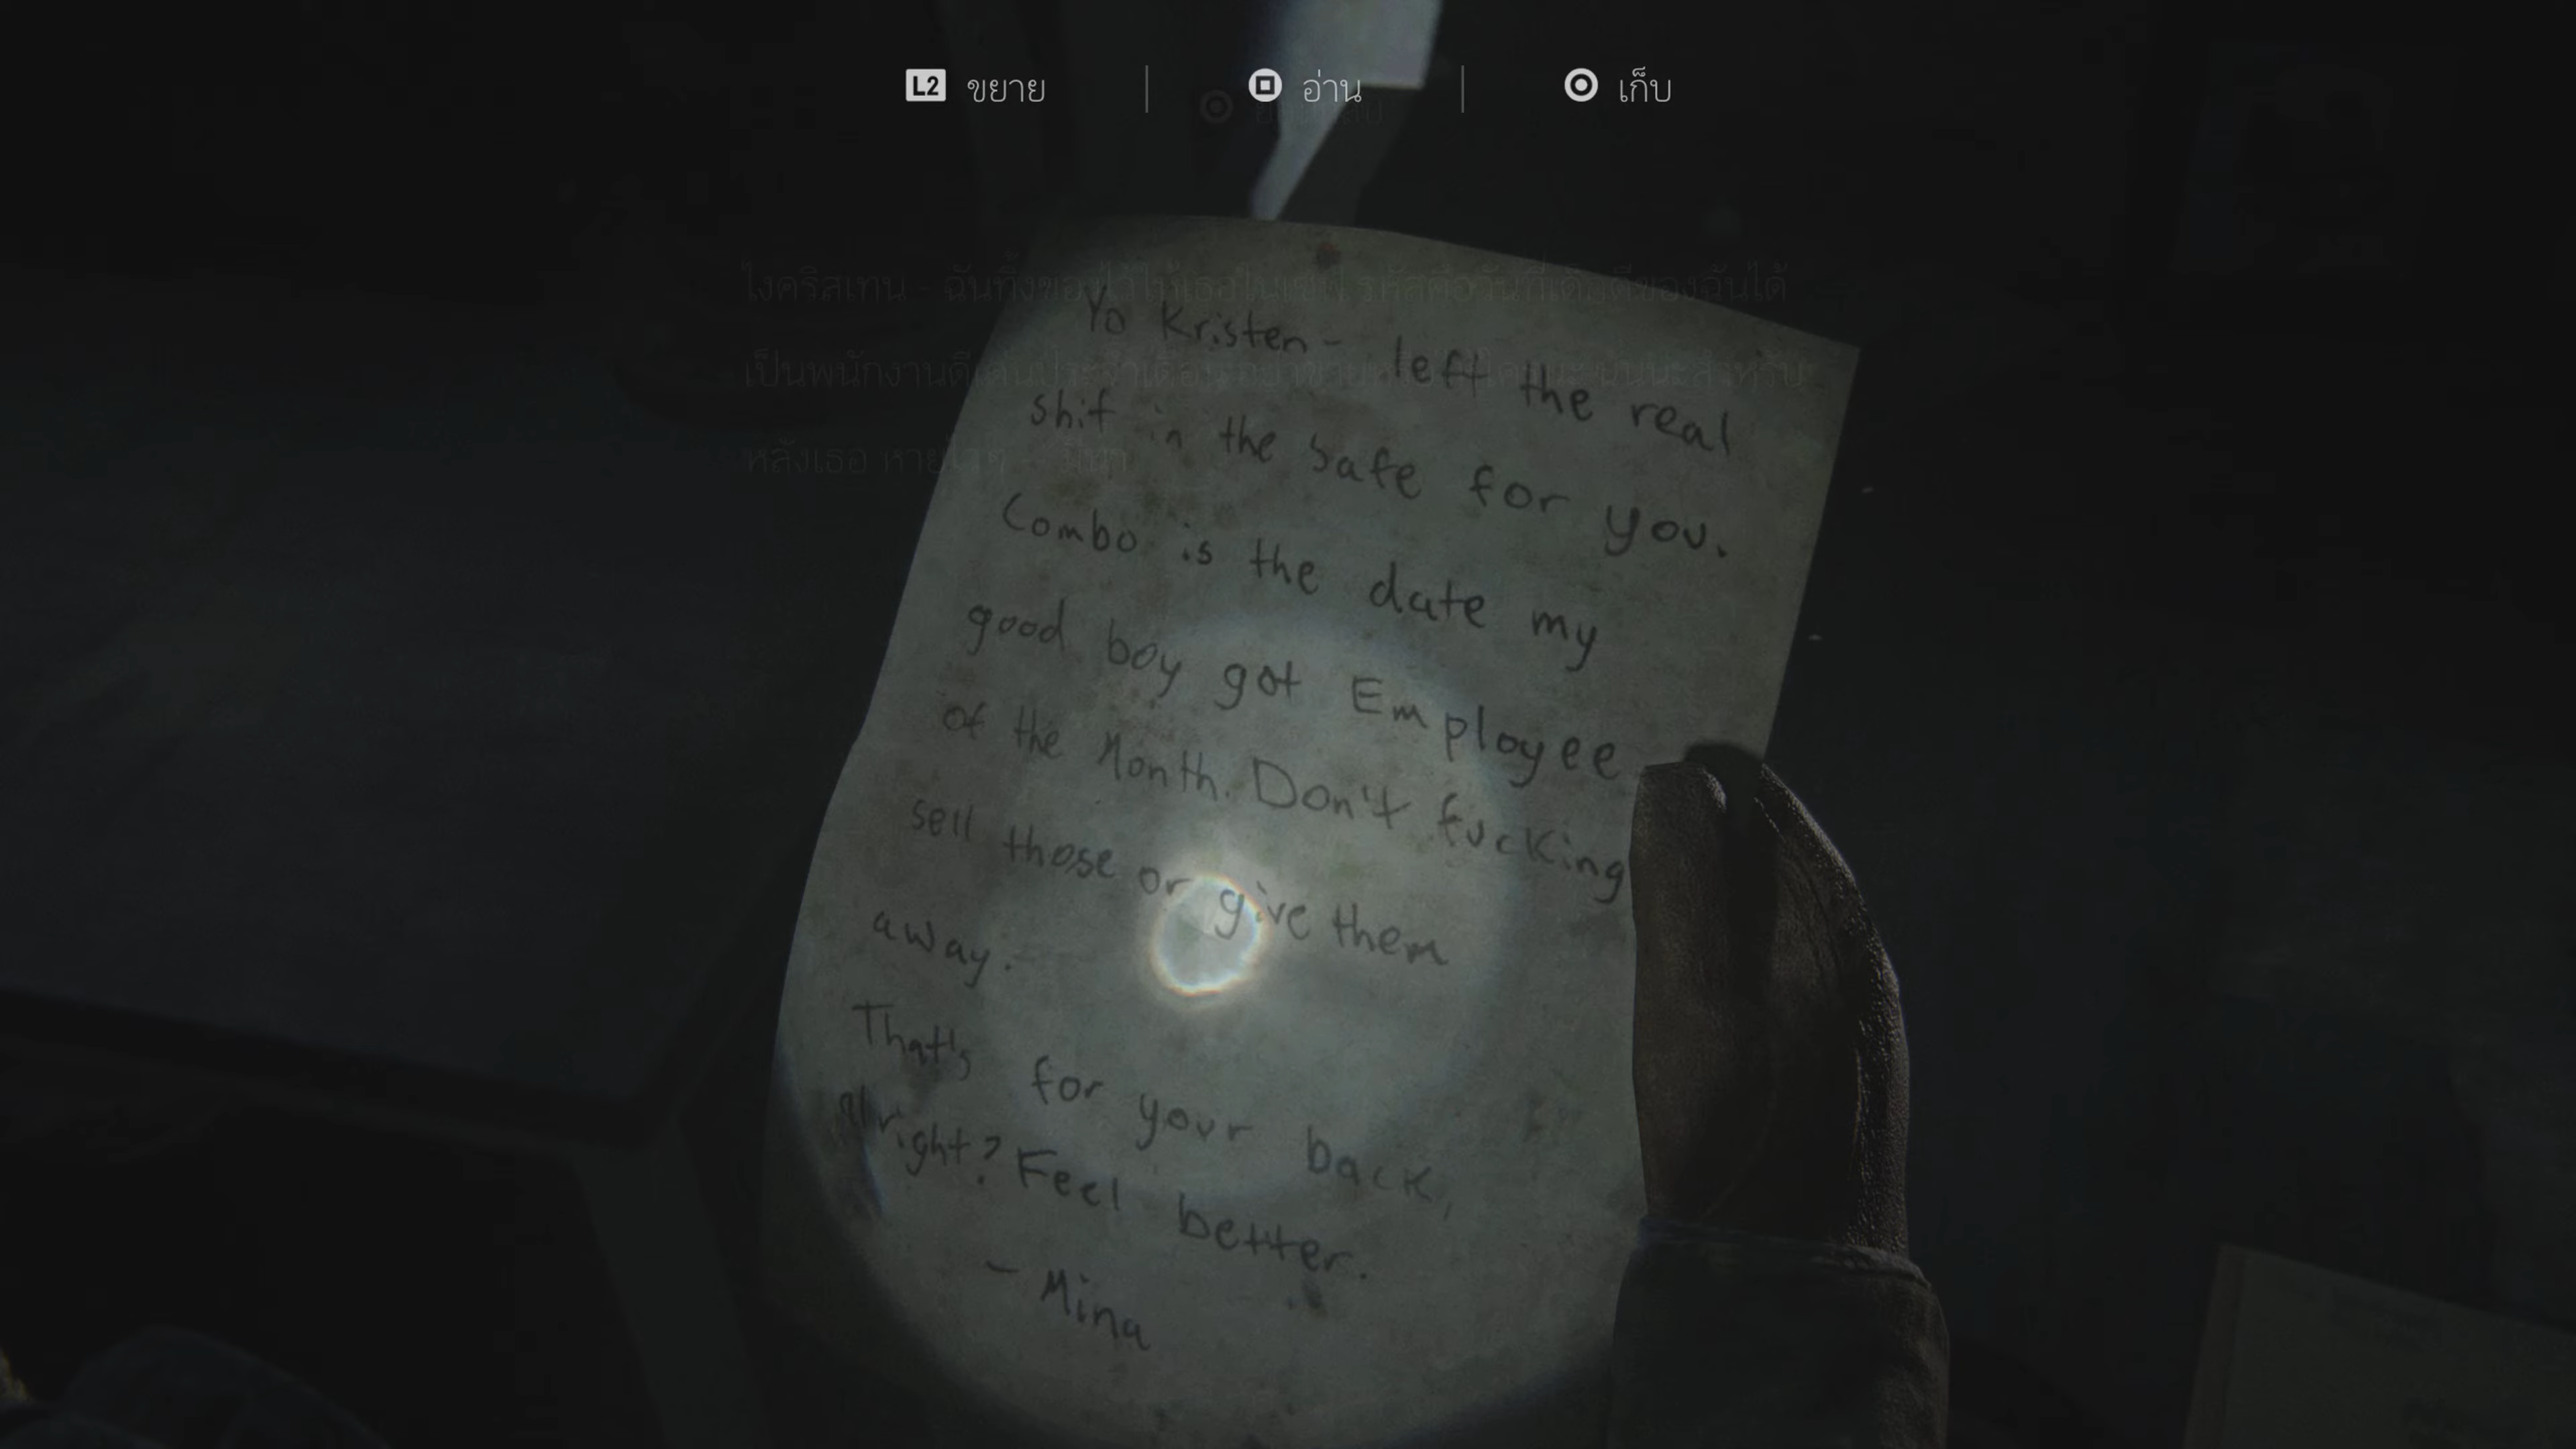 L2 ขยาย อ่าน เก็บ
Yo Kristen - left the real
shit in the safe for you.
Combo is the date my
good boy got Employee
of the Month. Don't fucking
sell those or give them
away.
That's for your back,
alright? Feel better.
- Mina